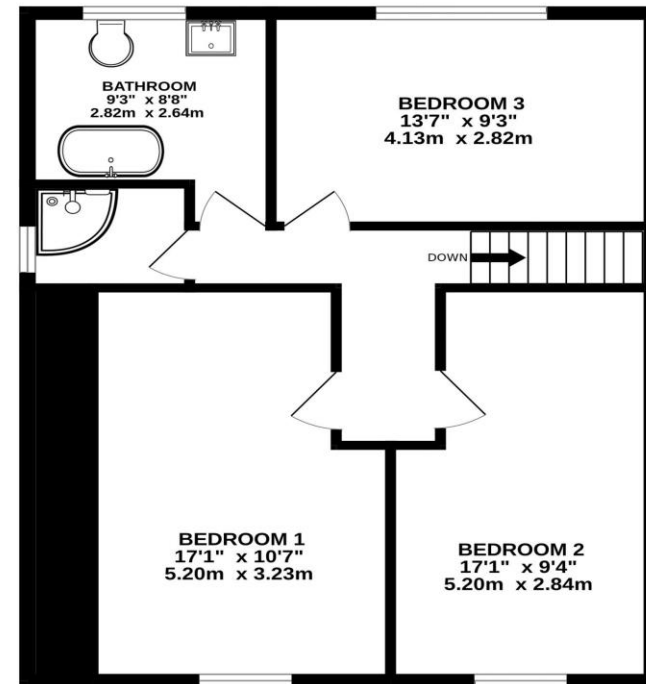 BATHROOM
9'3" x 8'8"
2.82m x 2.64m
BEDROOM 3
13'7" x 9'3"
4.13m x 2.82m
DOWN
BEDROOM 1
17'1" x 10'7"
5.20m x 3.23m
BEDROOM 2
17'1" x 9'4"
5.20m x 2.84m